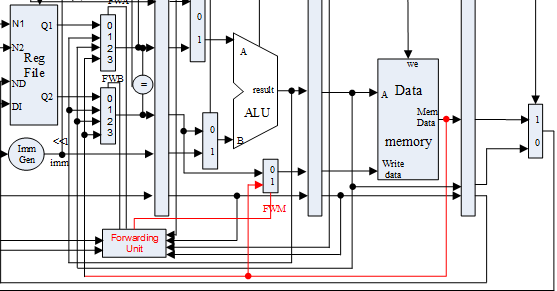 FWA
N1
Q1
N2
Reg
File
ND
DI
Q2
0
1
2
3
FWB
0
1
2
3
=
0
1
A
result
ALU
B
0
1
0
1
FWM
we
A
Data
Mem
Data
memory
Write
data
1
0
Imm
Gen
<<1
imm
Forwarding
Unit